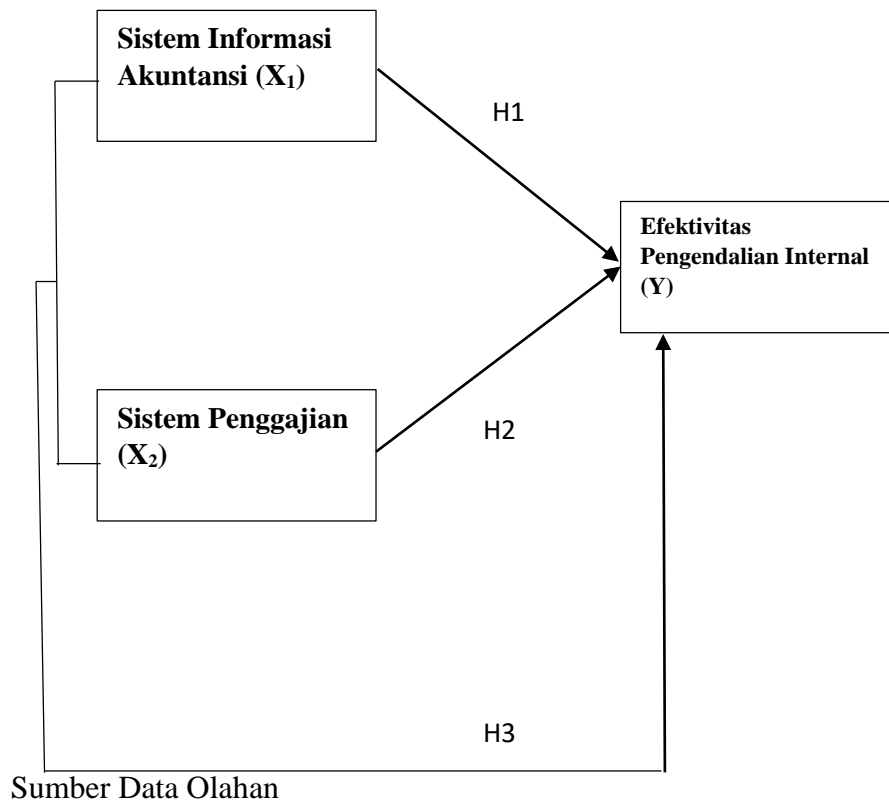 Sistem Informasi
Akuntansi (X₁)
H1
Efektivitas
Pengendalian Internal
(Y)
Sistem Penggajian
(X₂)
H2
H3
Sumber Data Olahan